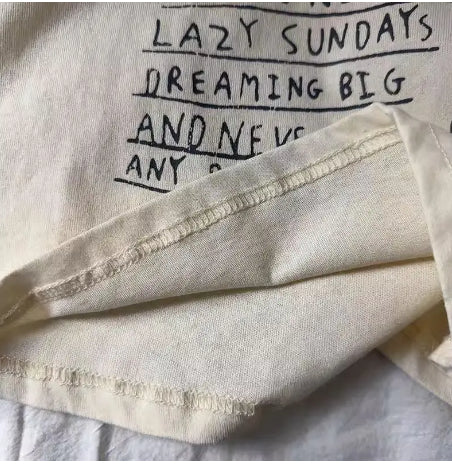 LAZY SUNDAYS
DREAMING BIG
AND
ANY